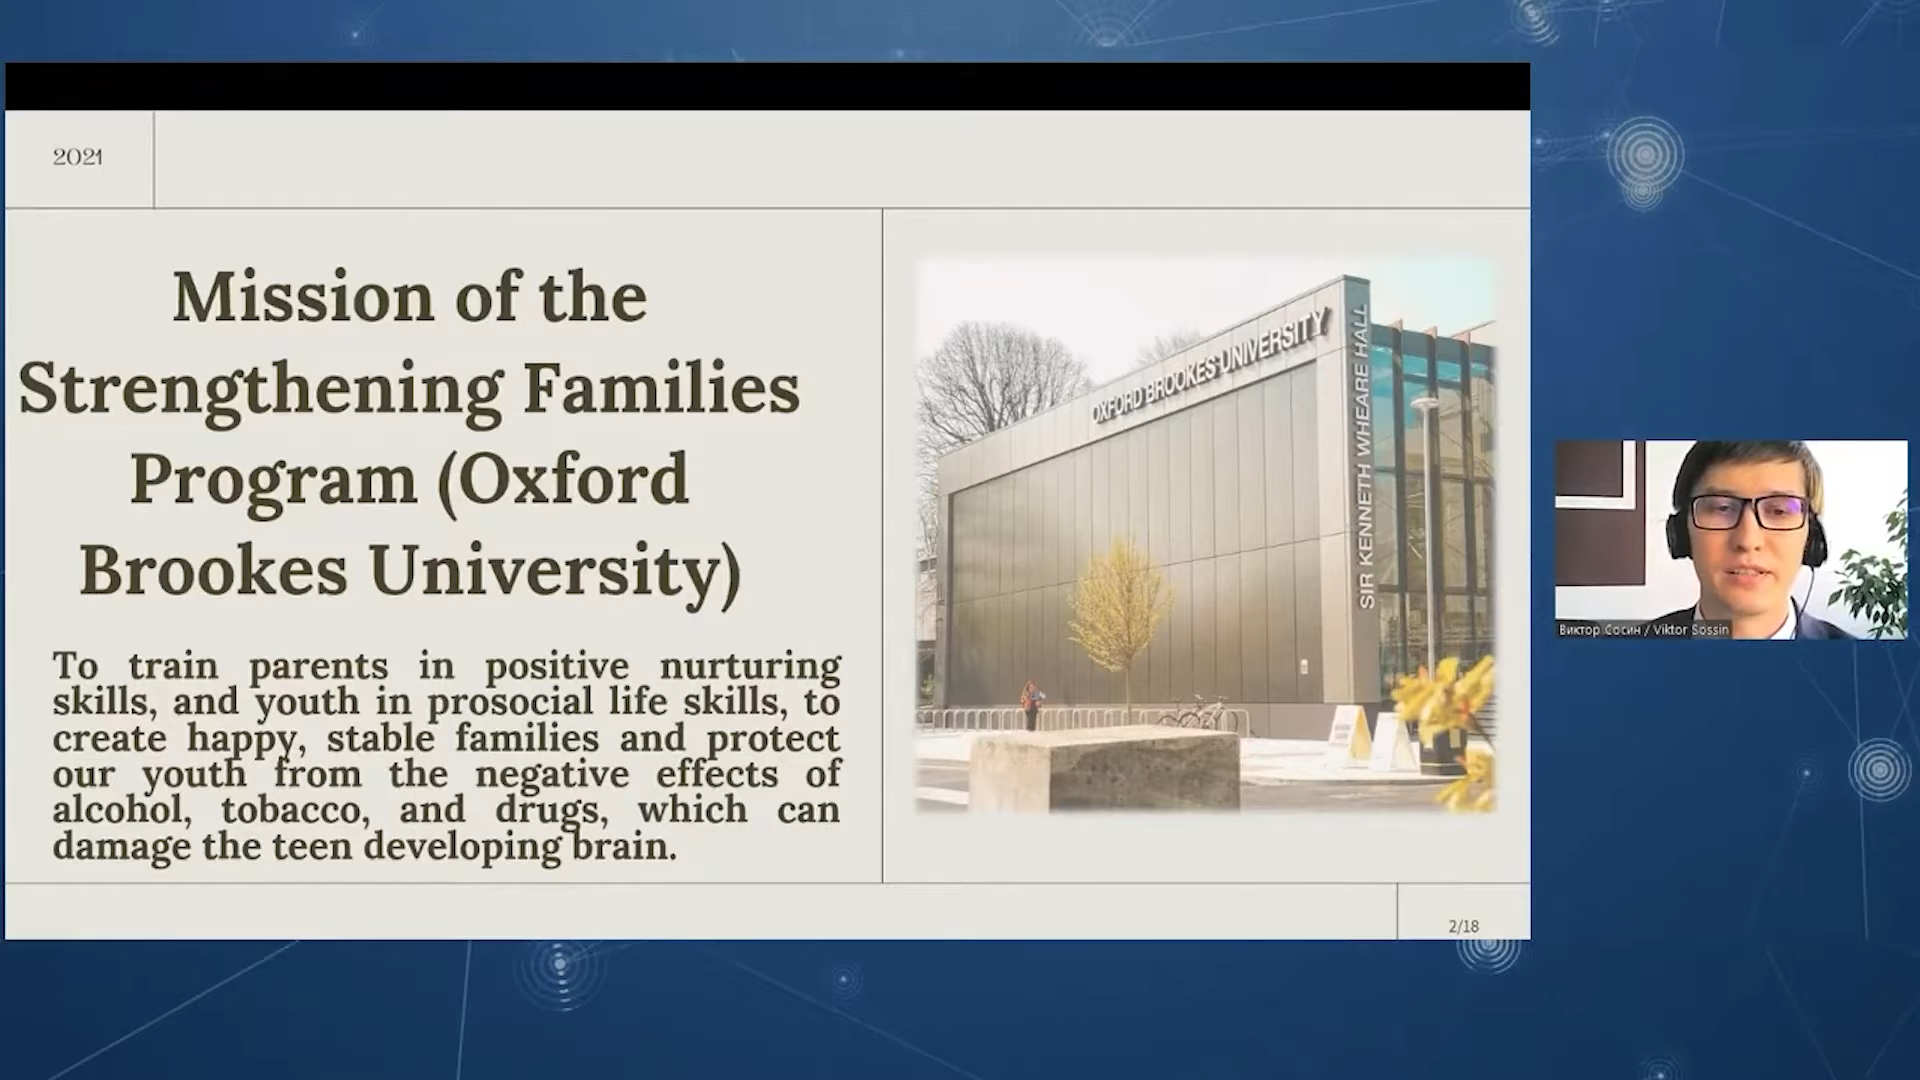 2021
Mission of the
Strengthening Families
Program (Oxford
Brookes University)
To train parents in positive nurturing
skills, and youth in prosocial life skills, to
create happy, stable families and protect
our youth from the negative effects of
alcohol, tobacco, and drugs, which can
damage the teen developing brain.
OXFORD BROOKES UNIVERSITY
SIR KENNETH WHEARE HALL
Виктор Сосин / Viktor Sossin
2/18